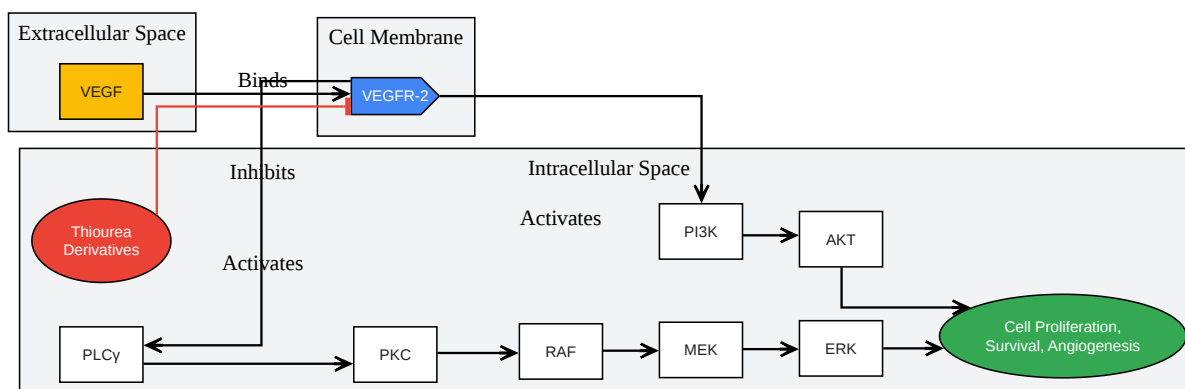 Extracellular Space
Cell Membrane
VEGF
Binds
VEGFR-2
Inhibits
Intracellular Space
Activates
Thiourea
Derivatives
PI3K
AKT
Activates
PLCγ
PKC
RAF
MEK
ERK
Cell Proliferation,
Survival, Angiogenesis